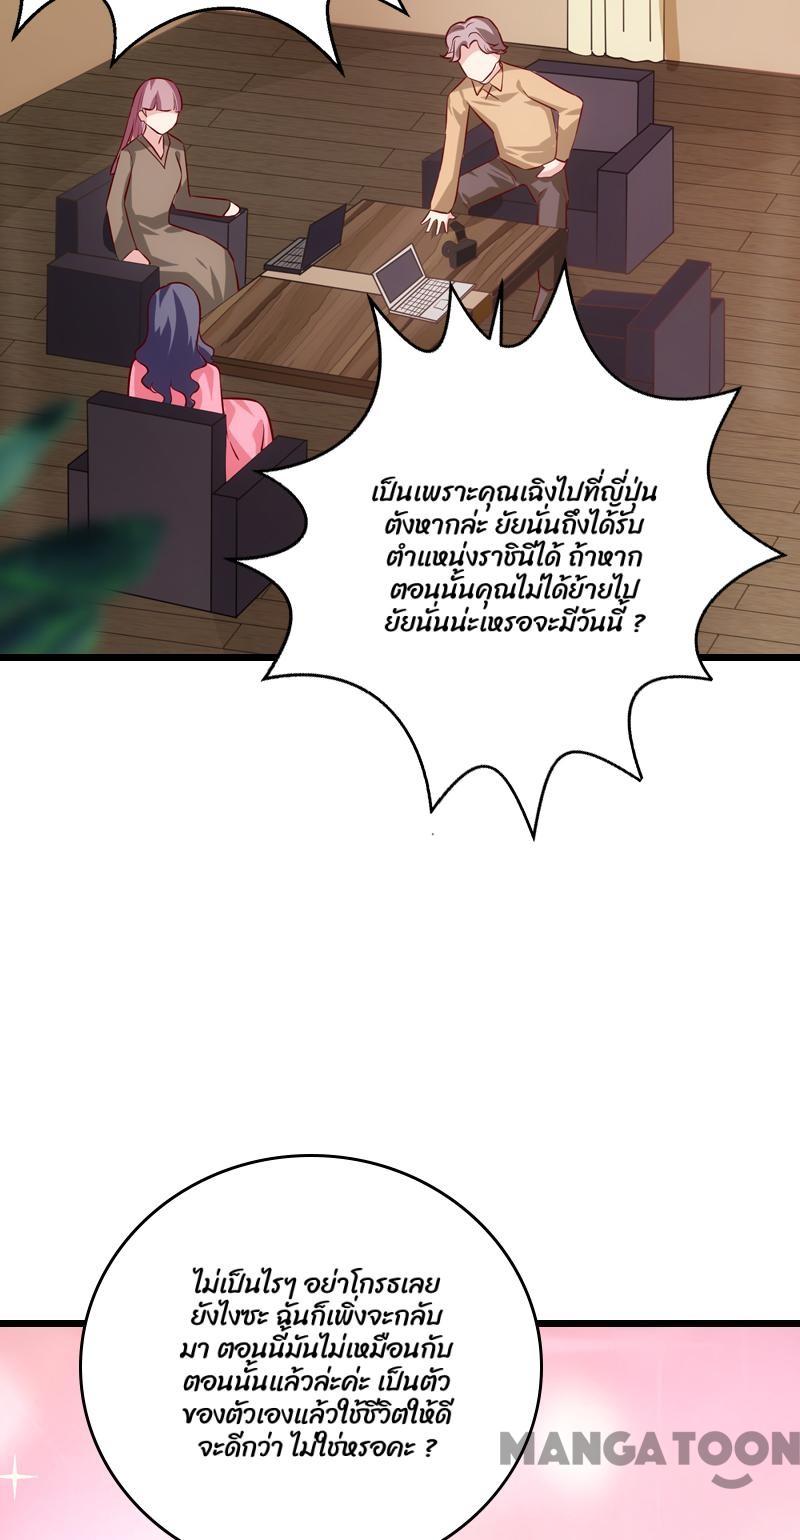 เป็นเพราะคุณเฉิงไปที่ญี่ปุ่น
ตังหากล่ะ ยัยนั่นถึงได้รับ
ตำแหน่งราชินีได้ ถ้าหาก
ตอนนั้นคุณไม่ได้ย้ายไป
ยัยนั่นน่ะเหรอจะมีวันนี้ ?
ไม่เป็นไรๆ อย่าโกรธเลย
ยังไงซะ ฉันก็เพิ่งจะกลับ
มา ตอนนี้มันไม่เหมือนกับ
ตอนนั้นแล้วล่ะค่ะ เป็นตัว
ของตัวเองแล้วใช้ชีวิตให้ดี
จะดีกว่า ไม่ใช่หรอคะ ?
MANGATOON